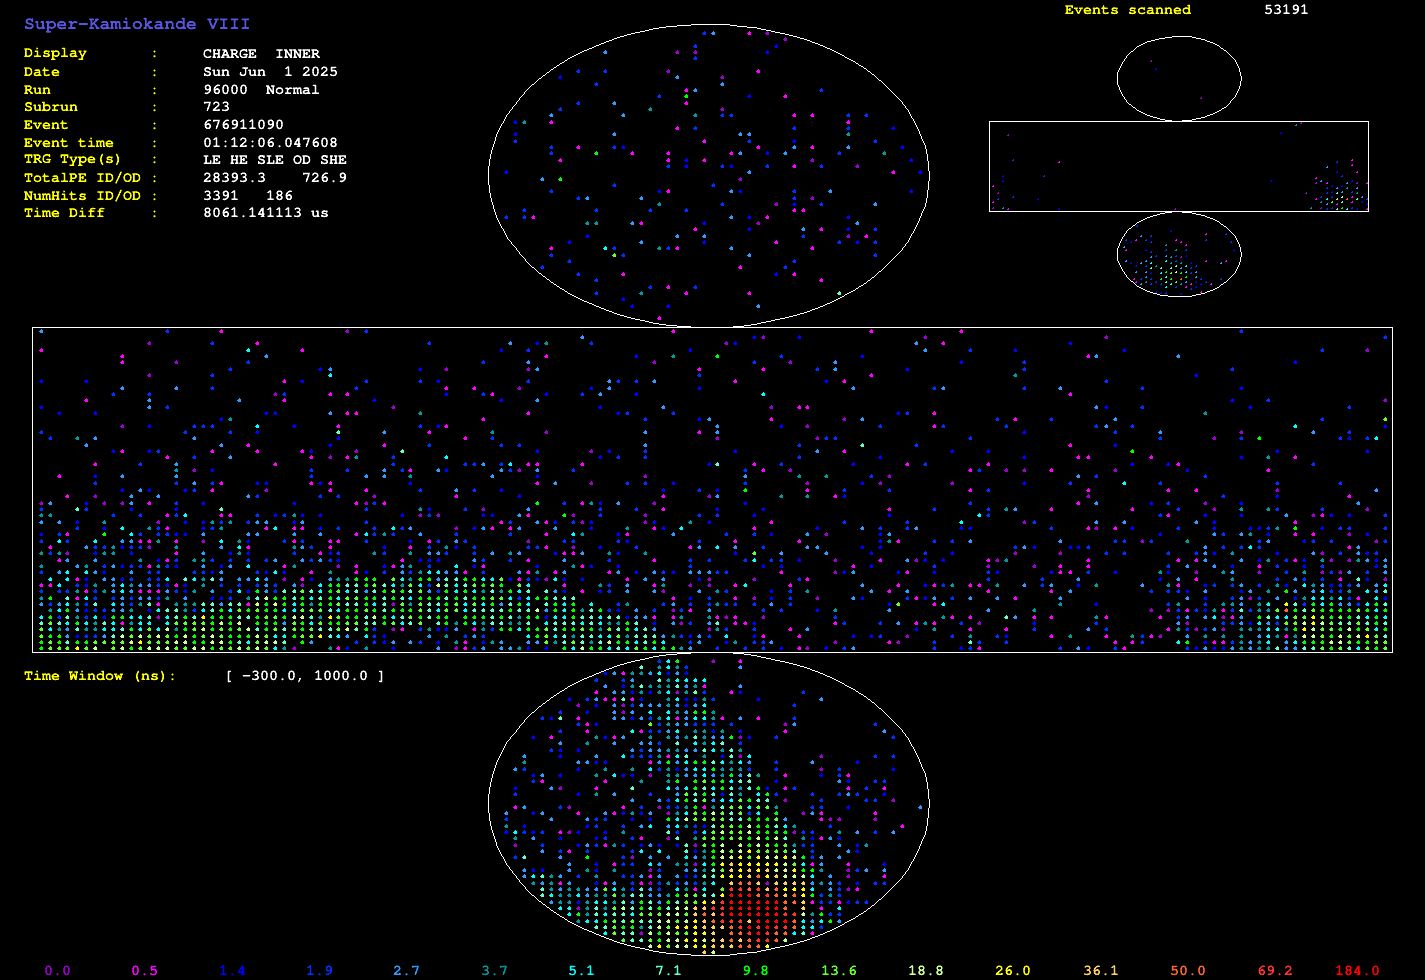 Super-Kamiokande VIII
Display : CHARGE INNER
Date : Sun Jun 1 2025
Run : 96000 Normal
Subrun : 723
Event : 676911090
Event time : 01:12:06.047608
TRG Type(s) : LE HE SLE OD SHE
TotalPE ID/OD : 28393.3 726.9
NumHits ID/OD : 3391 186
Time Diff : 8061.141113 us
Events scanned 53191
Time Window (ns): [ -300.0, 1000.0 ]
0.0 0.5 1.4 1.9 2.7 3.7 5.1 7.1 9.8 13.6 18.8 26.0 36.1 50.0 69.2 184.0